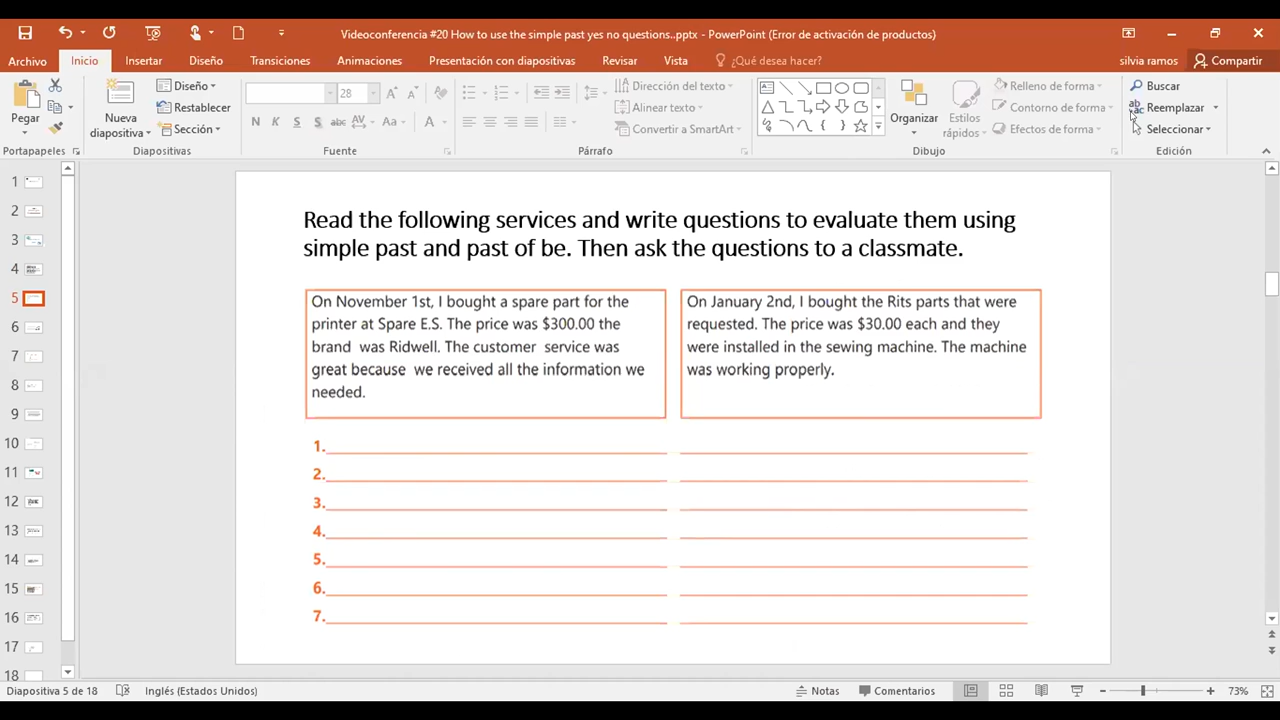 Videoconferencia #20 How to use the simple past yes no questions..pptx - PowerPoint (Error de activación de productos)
Archivo Inicio Insertar Diseño Transiciones Animaciones Presentación con diapositivas Revisar Vista ¿Qué desea hacer? silvia ramos Compartir
Pegar
Portapapeles
Nueva diapositiva
Diseño
Restablecer
Sección
Diapositivas
28
N K S S abc AV Aa A
Fuente
Dirección del texto
Alinear texto
Convertir a SmartArt
Párrafo
Organizar
Estilos rápidos
Relleno de forma
Contorno de forma
Efectos de forma
Dibujo
Buscar
Reemplazar
Seleccionar
Edición
1
2
3
4
5
6
7
8
9
10
11
12
13
14
15
16
17
18
Read the following services and write questions to evaluate them using
simple past and past of be. Then ask the questions to a classmate.
On November 1st, I bought a spare part for the
printer at Spare E.S. The price was $300.00 the
brand was Ridwell. The customer service was
great because we received all the information we
needed.
On January 2nd, I bought the Rits parts that were
requested. The price was $30.00 each and they
were installed in the sewing machine. The machine
was working properly.
1.
2.
3.
4.
5.
6.
7.
Diapositiva 5 de 18 Inglés (Estados Unidos) Notas Comentarios 73%